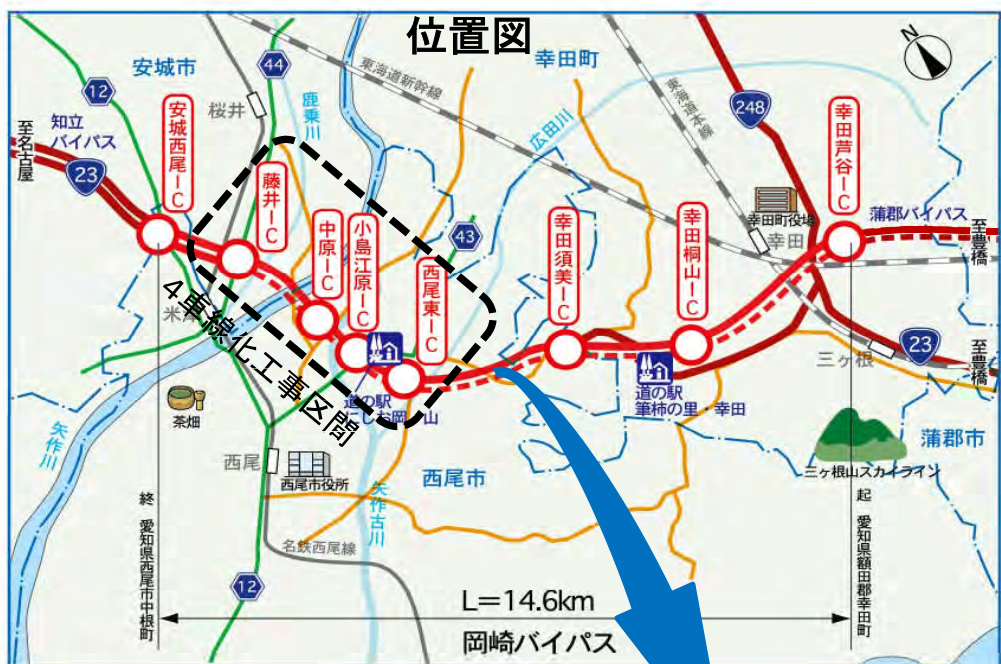 位置図
N
安城市
44
12
桜井
鹿乗川
東海道新幹線
幸田町
広田川
東海道本線
248
至名古屋
知立
バイパス
23
安城西尾IC
藤井IC
中原IC
小島江原IC
西尾東IC
43
幸田須美IC
幸田桐山IC
幸田芦谷IC
幸田町役場
幸田
蒲郡バイパス
至豊橋
23
至豊橋
三ヶ根
4車線化工事区間
道の駅
道の駅
筆柿の里・幸田
茶畑
矢作川
西尾
西尾市役所
西尾市
矢作古川
三ヶ根山スカイライン
蒲郡市
名鉄西尾線
12
終 愛知県西尾市中根町
起 愛知県額田郡幸田町
L=14.6km
岡崎バイパス